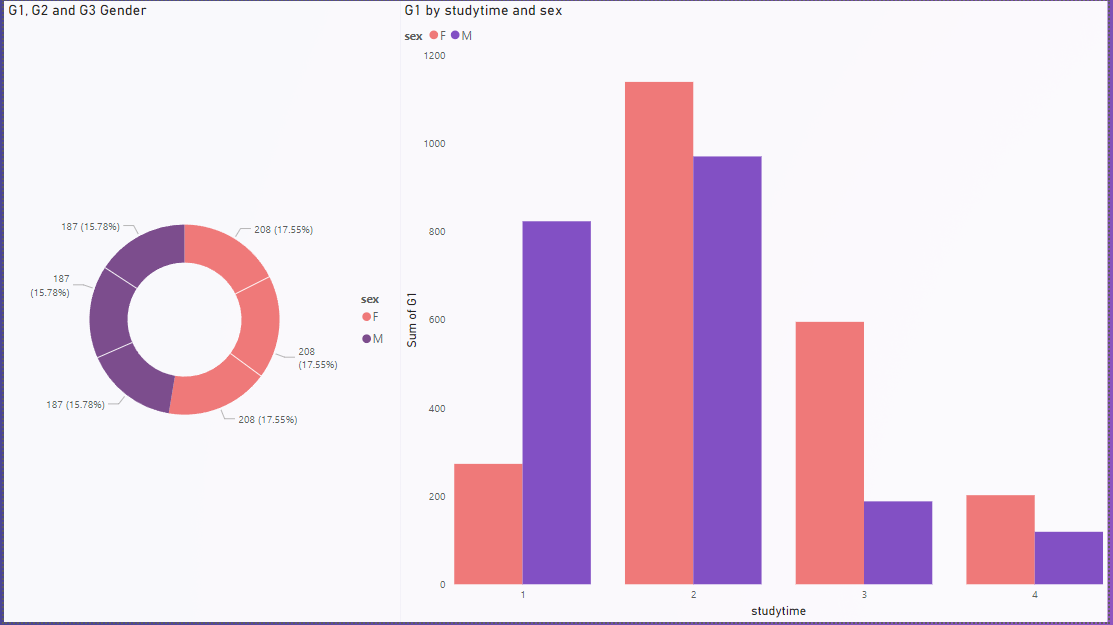 G1, G2 and G3 Gender
187 (15.78%)
208 (17.55%)
187
(15.78%)
208
(17.55%)
187 (15.78%)
208 (17.55%)
sex
F
M
G1 by studytime and sex
sex F M
1200
1000
800
600
400
200
0
Sum of G1
1 2 3 4
studytime